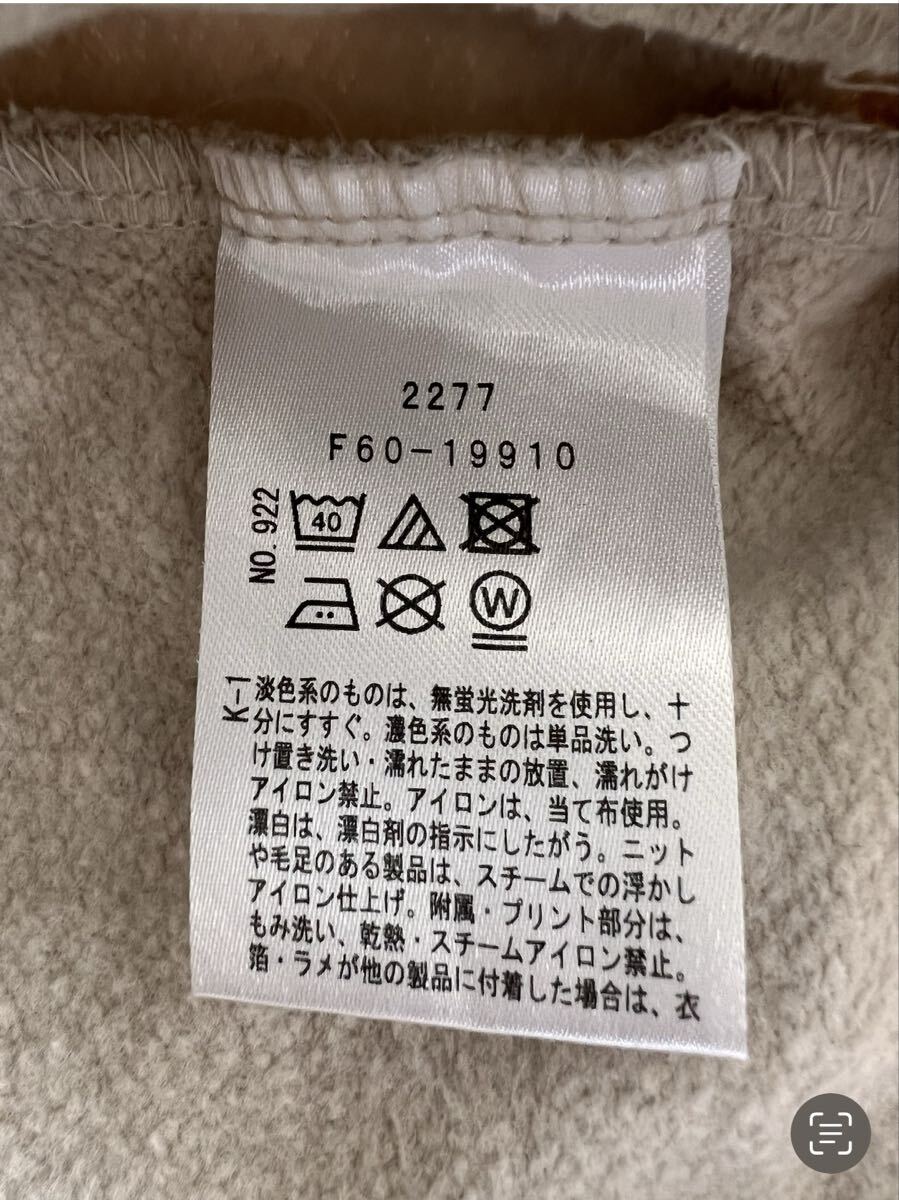 2277
F60-19910
NO. 922
40
W
K-1
淡色系のものは、無蛍光洗剤を使用し、十
分にすすぐ。濃色系のものは単品洗い。つ
け置き洗い・濡れたままの放置、濡れがけ
アイロン禁止。アイロンは、当て布使用。
漂白は、漂白剤の指示にしたがう。ニット
や毛足のある製品は、スチームでの浮かし
アイロン仕上げ。附属・プリント部分は、
もみ洗い、乾熱・スチームアイロン禁止。
箔・ラメが他の製品に付着した場合は、衣